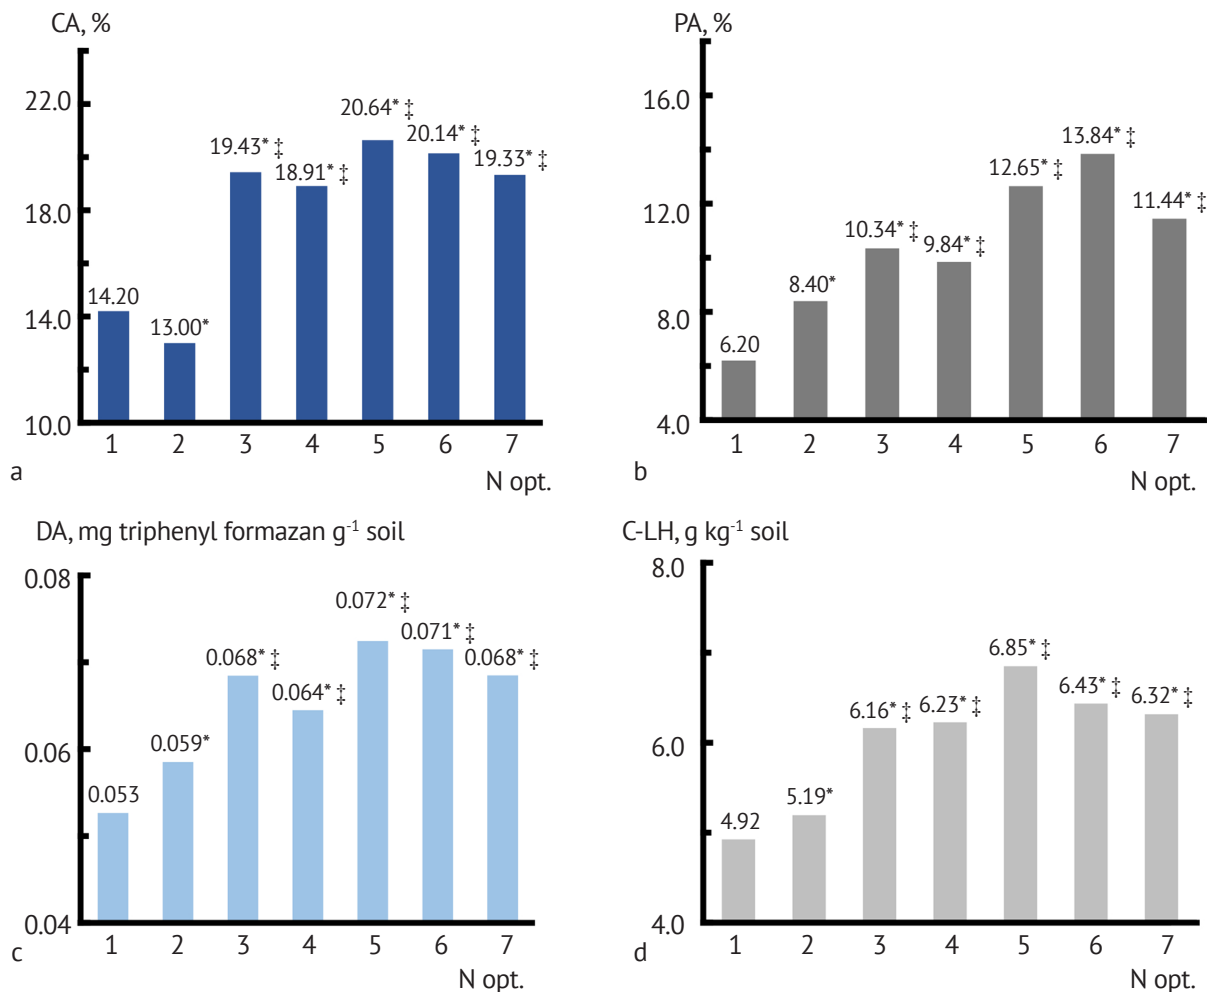 CA, %
22.0
18.0
14.0
10.0
14.20
13.00*
19.43* ‡
18.91* ‡
20.64* ‡
20.14* ‡
19.33* ‡
1 2 3 4 5 6 7
a
N opt.
PA, %
16.0
12.0
8.0
4.0
6.20
8.40*
10.34* ‡
9.84* ‡
12.65* ‡
13.84* ‡
11.44* ‡
1 2 3 4 5 6 7
b
N opt.
DA, mg triphenyl formazan g⁻¹ soil
0.08
0.06
0.04
0.053
0.059*
0.068* ‡
0.064* ‡
0.072* ‡
0.071* ‡
0.068* ‡
1 2 3 4 5 6 7
c
N opt.
C-LH, g kg⁻¹ soil
8.0
6.0
4.0
4.92
5.19*
6.16* ‡
6.23* ‡
6.85* ‡
6.43* ‡
6.32* ‡
1 2 3 4 5 6 7
d
N opt.